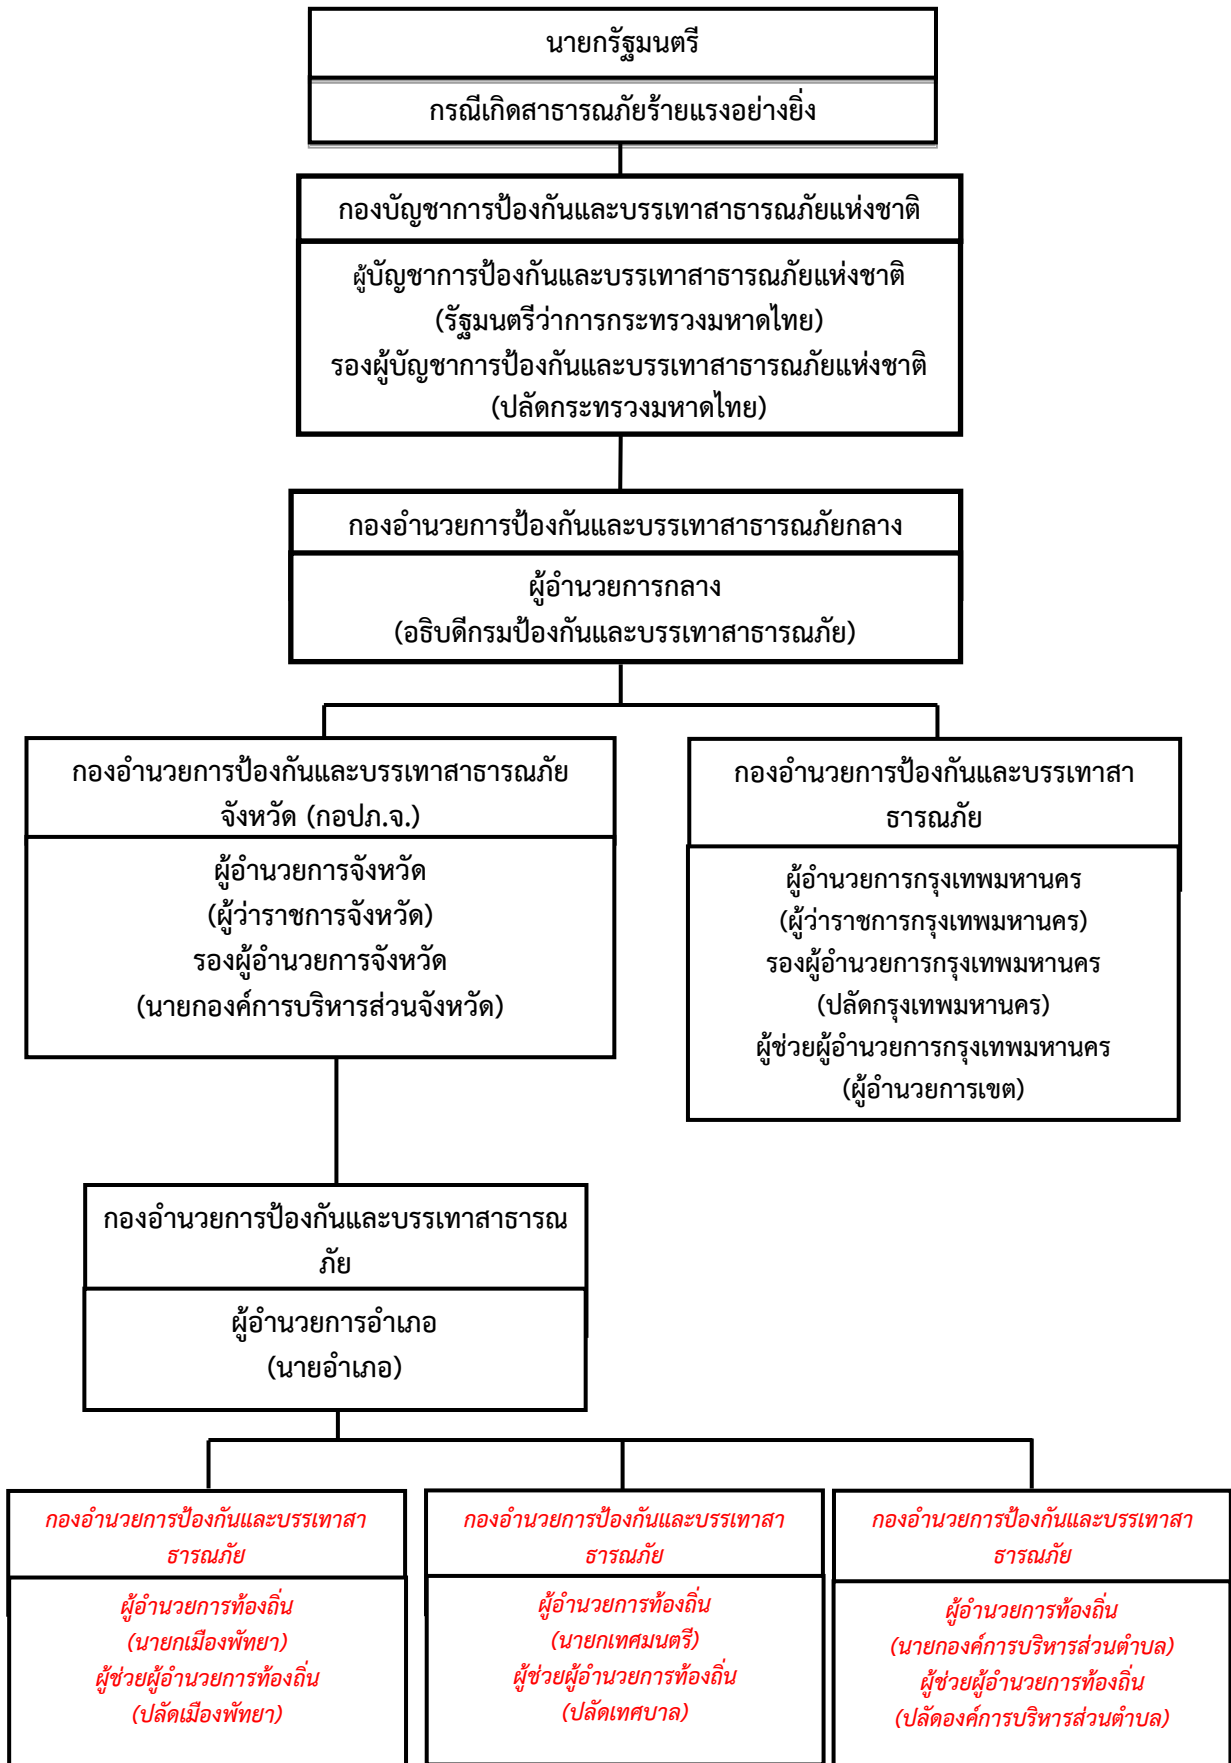 นายกรัฐมนตรี
กรณีเกิดสาธารณภัยร้ายแรงอย่างยิ่ง
กองบัญชาการป้องกันและบรรเทาสาธารณภัยแห่งชาติ
ผู้บัญชาการป้องกันและบรรเทาสาธารณภัยแห่งชาติ
(รัฐมนตรีว่าการกระทรวงมหาดไทย)
รองผู้บัญชาการป้องกันและบรรเทาสาธารณภัยแห่งชาติ
(ปลัดกระทรวงมหาดไทย)
กองอำนวยการป้องกันและบรรเทาสาธารณภัยกลาง
ผู้อำนวยการกลาง
(อธิบดีกรมป้องกันและบรรเทาสาธารณภัย)
กองอำนวยการป้องกันและบรรเทาสาธารณภัย
จังหวัด (กอปภ.จ.)
ผู้อำนวยการจังหวัด
(ผู้ว่าราชการจังหวัด)
รองผู้อำนวยการจังหวัด
(นายกองค์การบริหารส่วนจังหวัด)
กองอำนวยการป้องกันและบรรเทาสา
ธารณภัย
ผู้อำนวยการกรุงเทพมหานคร
(ผู้ว่าราชการกรุงเทพมหานคร)
รองผู้อำนวยการกรุงเทพมหานคร
(ปลัดกรุงเทพมหานคร)
ผู้ช่วยผู้อำนวยการกรุงเทพมหานคร
(ผู้อำนวยการเขต)
กองอำนวยการป้องกันและบรรเทาสาธารณ
ภัย
ผู้อำนวยการอำเภอ
(นายอำเภอ)
กองอำนวยการป้องกันและบรรเทาสา
ธารณภัย
ผู้อำนวยการท้องถิ่น
(นายกเมืองพัทยา)
ผู้ช่วยผู้อำนวยการท้องถิ่น
(ปลัดเมืองพัทยา)
กองอำนวยการป้องกันและบรรเทาสา
ธารณภัย
ผู้อำนวยการท้องถิ่น
(นายกเทศมนตรี)
ผู้ช่วยผู้อำนวยการท้องถิ่น
(ปลัดเทศบาล)
กองอำนวยการป้องกันและบรรเทาสา
ธารณภัย
ผู้อำนวยการท้องถิ่น
(นายกองค์การบริหารส่วนตำบล)
ผู้ช่วยผู้อำนวยการท้องถิ่น
(ปลัดองค์การบริหารส่วนตำบล)